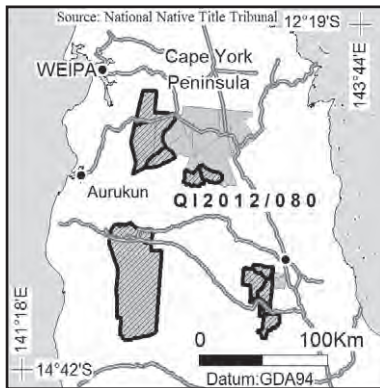 Source: National Native Title Tribunal
12°19'S
143°44'E
WEIPA
Cape York
Peninsula
Aurukun
QI2012/080
141°18'E
14°42'S
0 100Km
Datum:GDA94